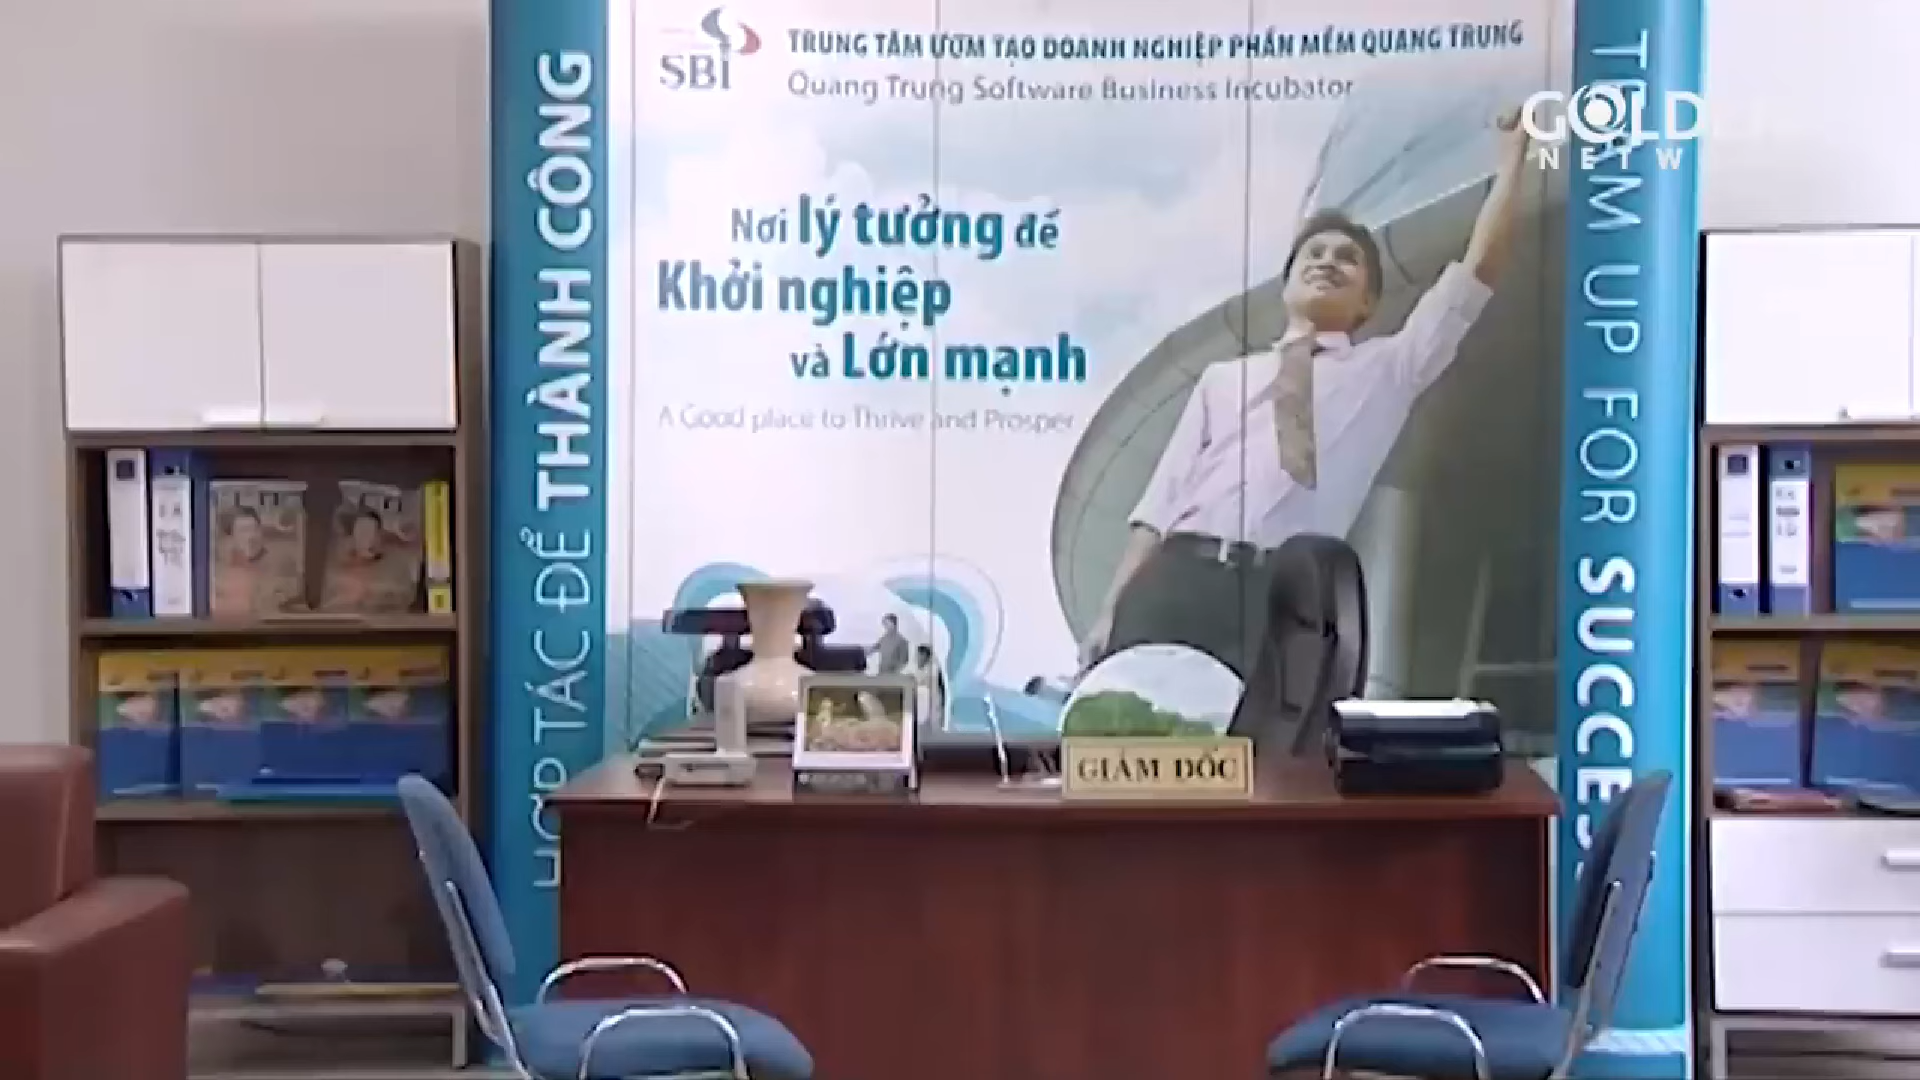 SBI
TRUNG TÂM ƯƠM TẠO DOANH NGHIỆP PHẦN MỀM QUANG TRUNG
Quang Trung Software Business Incubator
Nơi lý tưởng để
Khởi nghiệp
và Lớn mạnh
A Good place to Thrive and Prosper
HỢP TÁC ĐỂ THÀNH CÔNG
TEAM UP FOR SUCCESS
GOLDEN
NETW
GIÁM ĐỐC